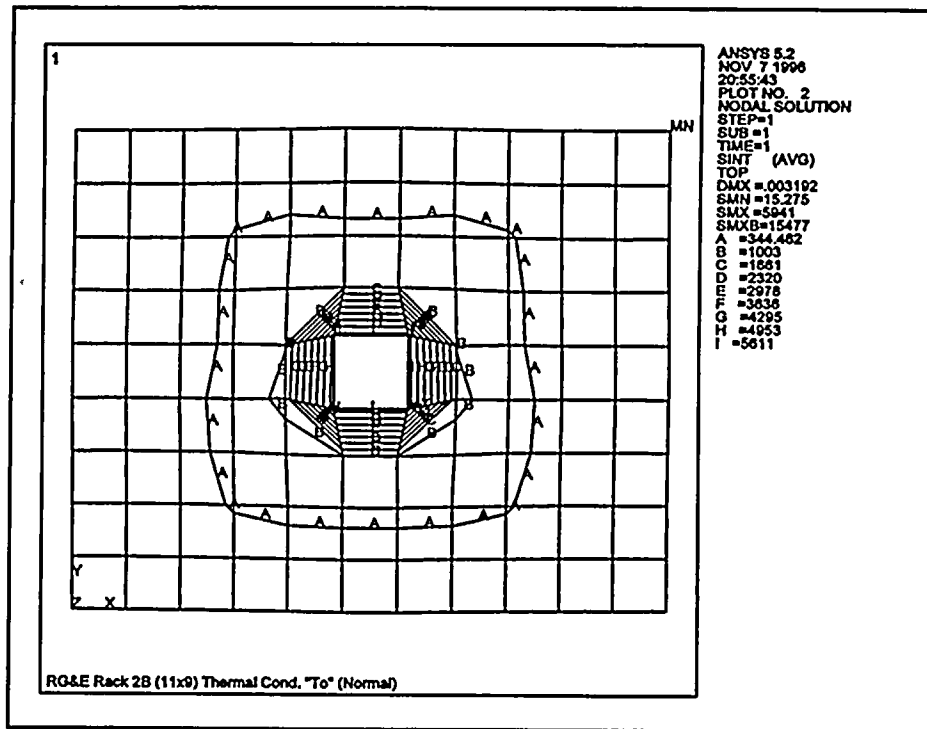 1
ANSYS 5.2
NOV 7 1996
20:55:43
PLOT NO. 2
NODAL SOLUTION
STEP=1
SUB =1
TIME=1
SINT (AVG)
TOP
DMX =.003192
SMN =15.275
SMX =5941
SMXB=15477
A =344.462
B =1003
C =1661
D =2320
E =2978
F =3636
G =4295
H =4953
I =5611
MN
A A A A A
A A
A A
A A
B B
A A
B B
A A
B B
A A
B B
A A
A A
A A A A A
Y
Z X
RG&E Rack 2B (11x9) Thermal Cond. "To" (Normal)